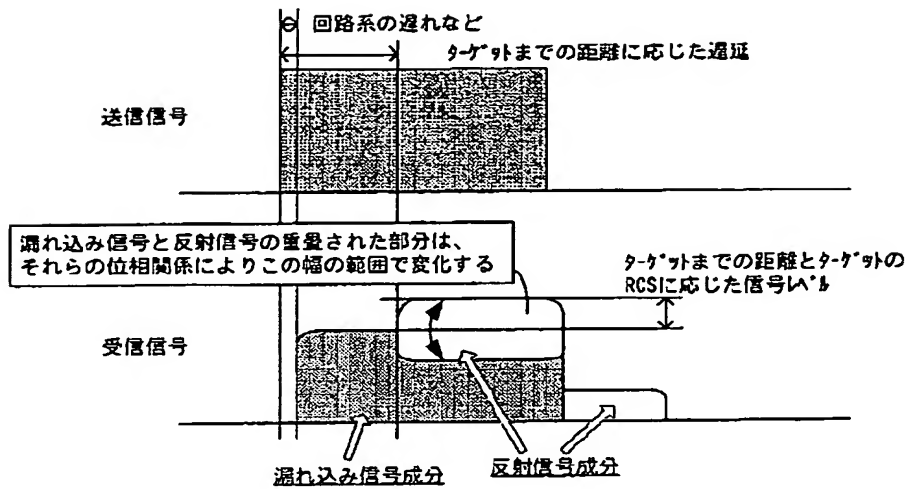 回路系の遅れなど
ターゲットまでの距離に応じた遅延
送信信号
漏れ込み信号と反射信号の重畳された部分は、
それらの位相関係によりこの幅の範囲で変化する
ターゲットまでの距離とターゲットの
RCSに応じた信号レベル
受信信号
漏れ込み信号成分
反射信号成分